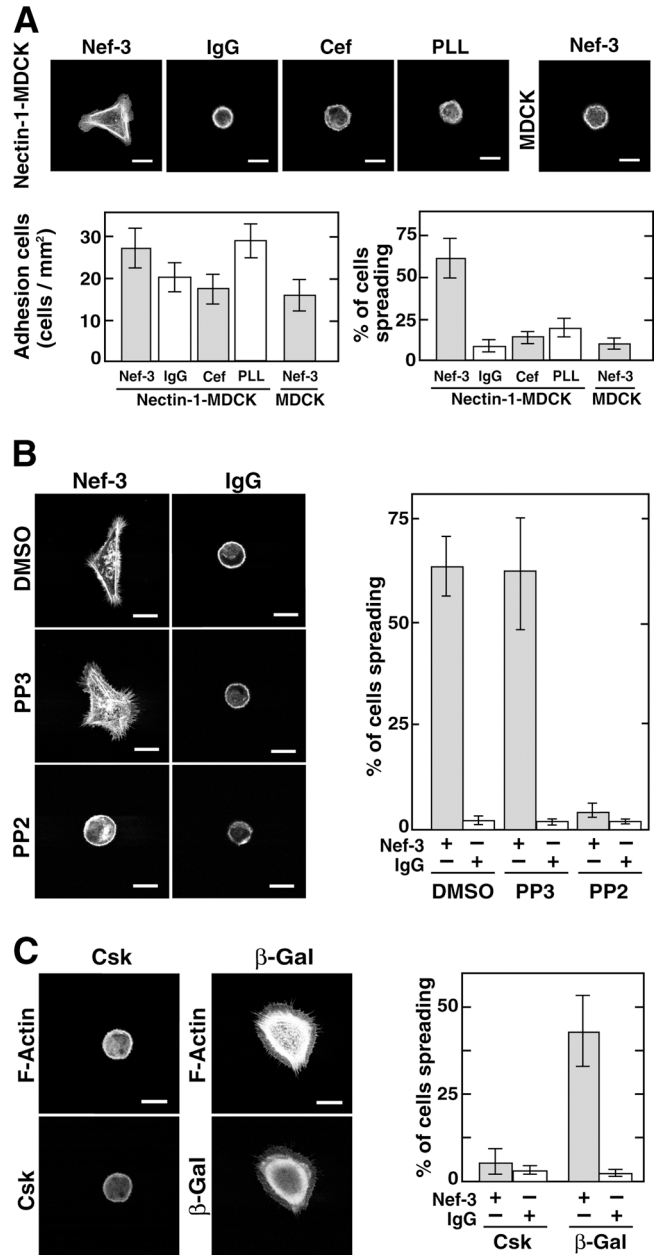 A
Nef-3 IgG Cef PLL Nef-3
Nectin-1-MDCK
MDCK
Adhesion cells
(cells / mm²)
30
20
10
0
Nef-3 IgG Cef PLL Nef-3
Nectin-1-MDCK MDCK
% of cells
spreading
75
50
25
0
Nef-3 IgG Cef PLL Nef-3
Nectin-1-MDCK MDCK
B
Nef-3 IgG
DMSO
PP3
PP2
% of cells spreading
75
50
25
0
Nef-3 + − + − + −
IgG − + − + − +
DMSO PP3 PP2
C
Csk β-Gal
F-Actin F-Actin
Csk β-Gal
% of cells spreading
50
25
0
Nef-3 + − + −
IgG − + − +
Csk β-Gal